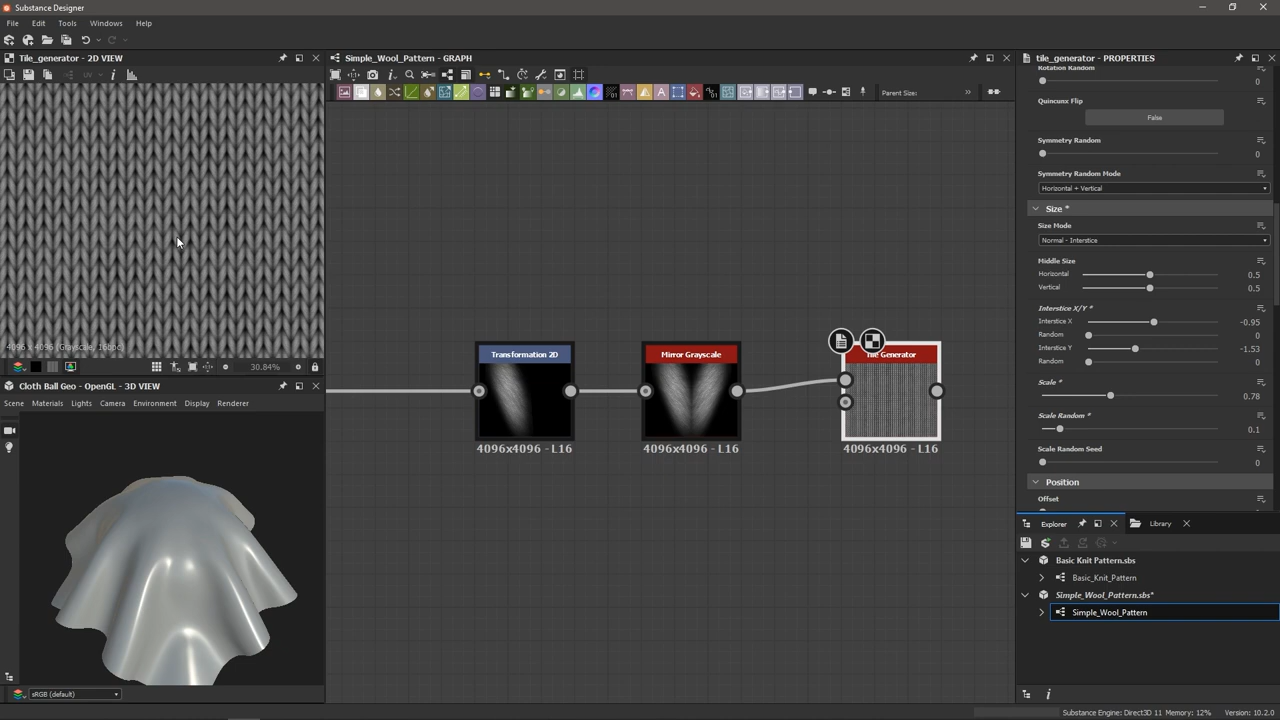 Substance Designer
File Edit Tools Windows Help
Tile_generator - 2D VIEW
UV
4096 x 4096 (Grayscale, 16bpc)
30.84%
Cloth Ball Geo - OpenGL - 3D VIEW
Scene Materials Lights Camera Environment Display Renderer
sRGB (default)
Simple_Wool_Pattern - GRAPH
Parent Size:
Transformation 2D
4096x4096 - L16
Mirror Grayscale
4096x4096 - L16
Tile Generator
4096x4096 - L16
tile_generator - PROPERTIES
Rotation Random
0
Quincunx Flip
False
Symmetry Random
0
Symmetry Random Mode
Horizontal + Vertical
Size *
Size Mode
Normal - Interstice
Middle Size
Horizontal 0.5
Vertical 0.5
Interstice X/Y *
Interstice X -0.95
Random 0
Interstice Y -1.53
Random 0
Scale *
0.78
Scale Random *
0.1
Scale Random Seed
0
Position
Offset
Explorer Library
Basic Knit Pattern.sbs
Basic_Knit_Pattern
Simple_Wool_Pattern.sbs*
Simple_Wool_Pattern
Substance Engine: Direct3D 11 Memory: 12% Version: 10.2.0